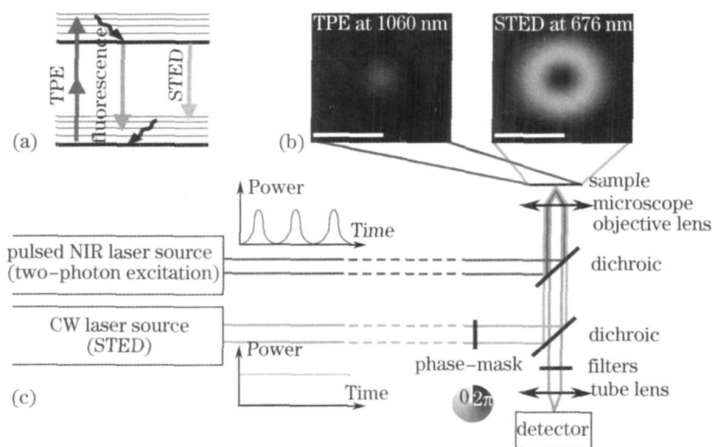 TPE at 1060 nm
STED at 676 nm
TPE
fluorescence
STED
(a)
(b)
sample
microscope
objective lens
Power
Time
pulsed NIR laser source
(two-photon excitation)
dichroic
CW laser source
(STED)
dichroic
phase-mask
filters
Power
tube lens
0 2π
Time
(c)
detector